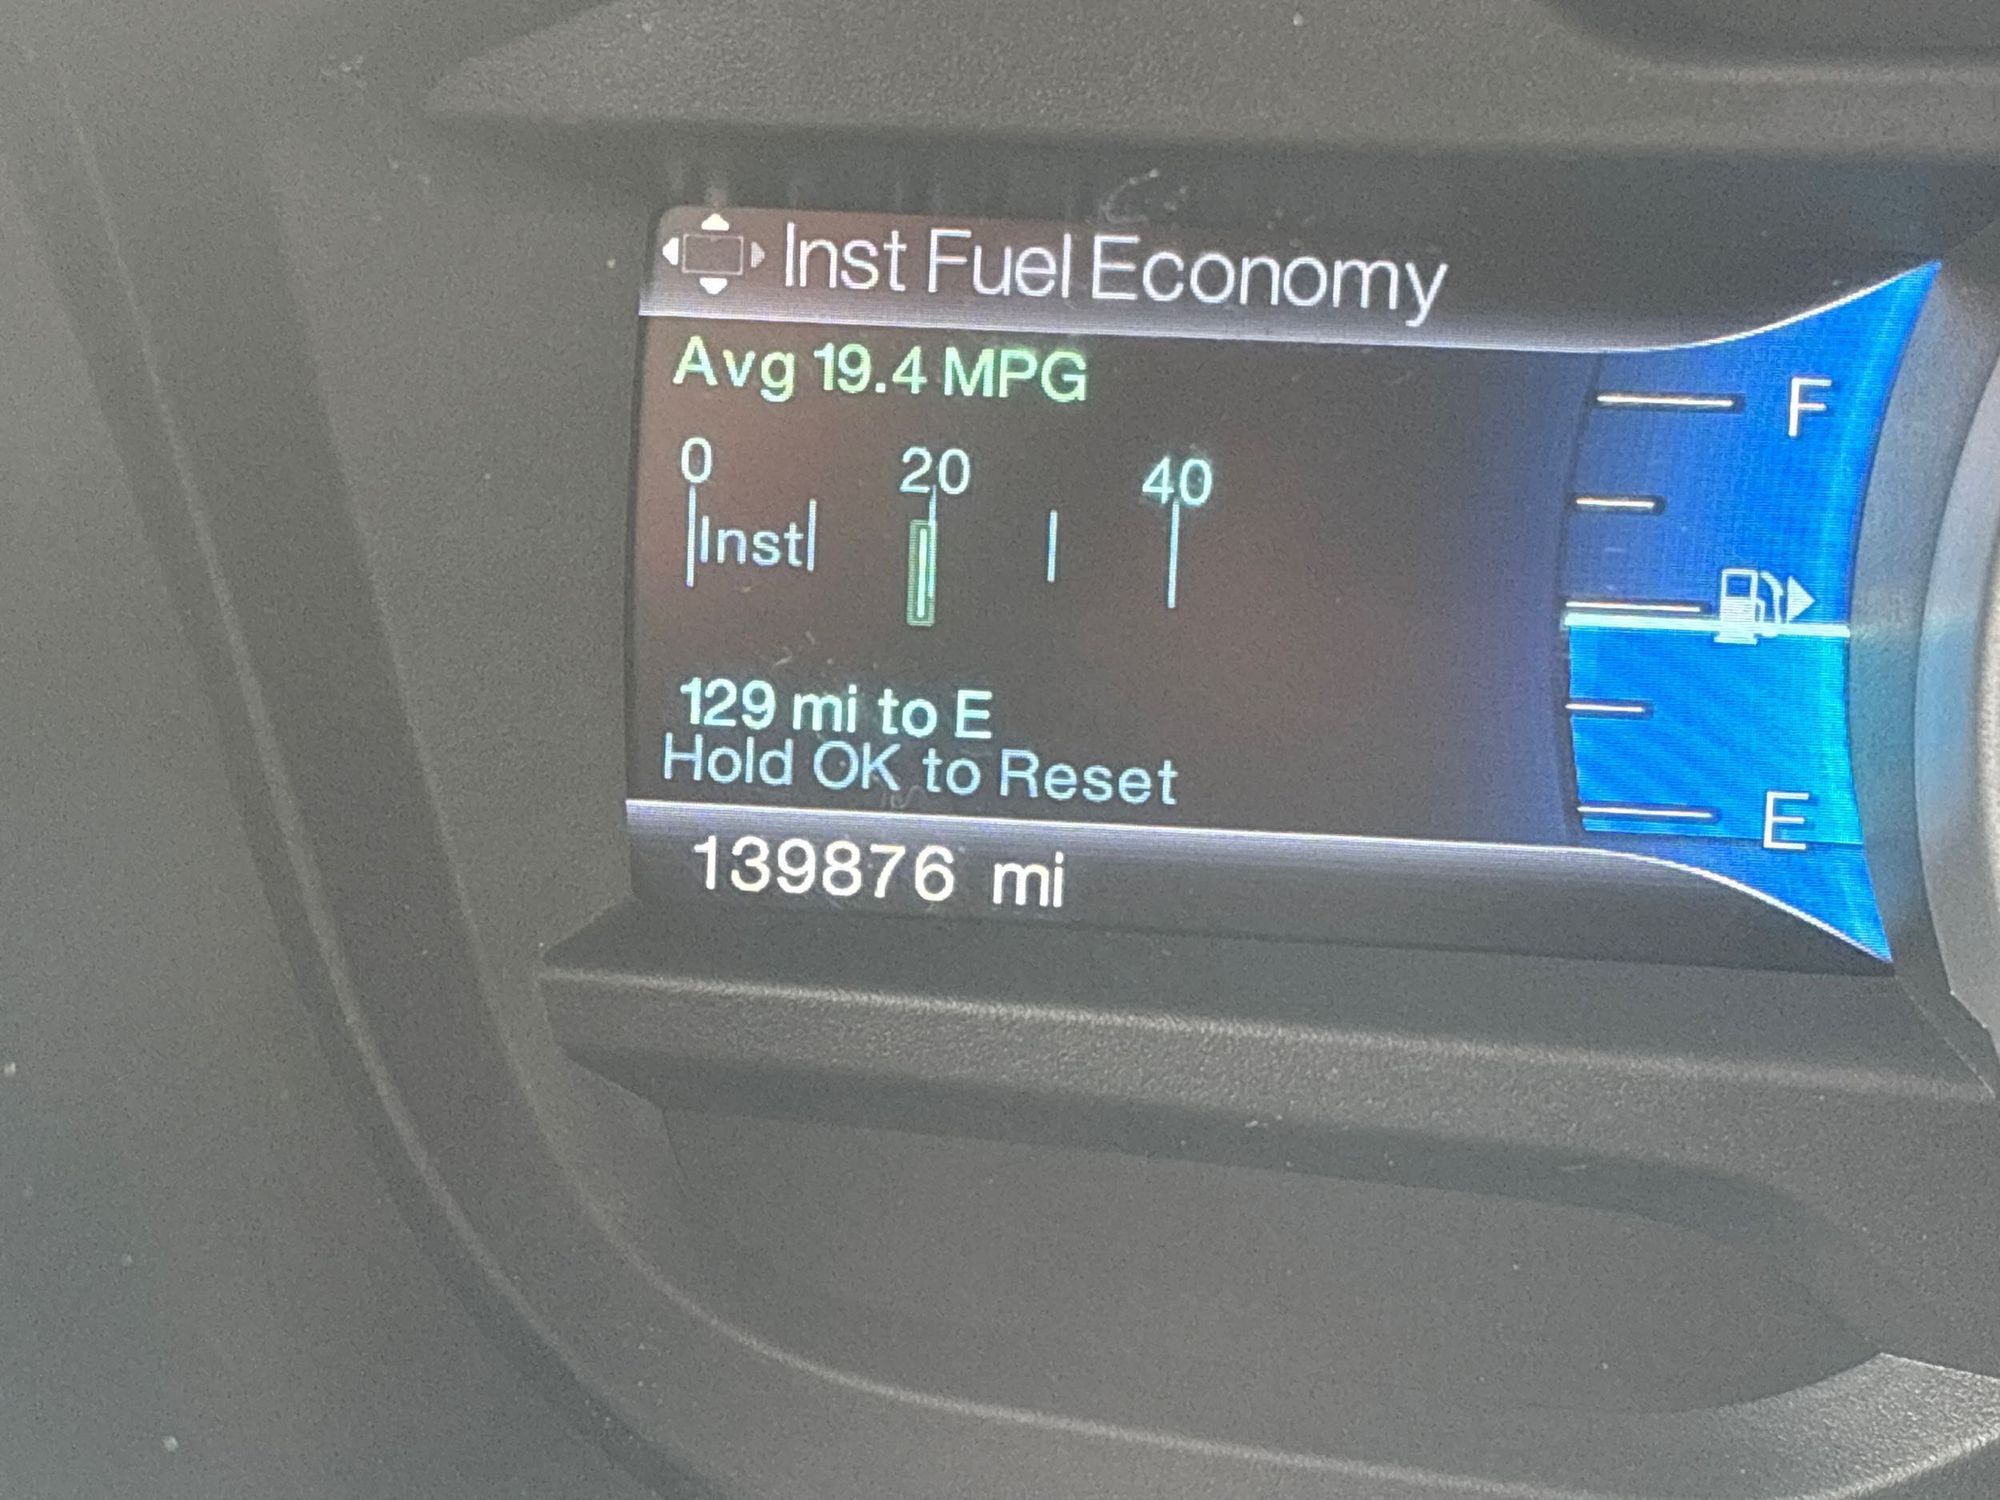 Inst Fuel Economy
Avg 19.4 MPG
0 20 40
Inst
129 mi to E
Hold OK to Reset
139876 mi
F
E